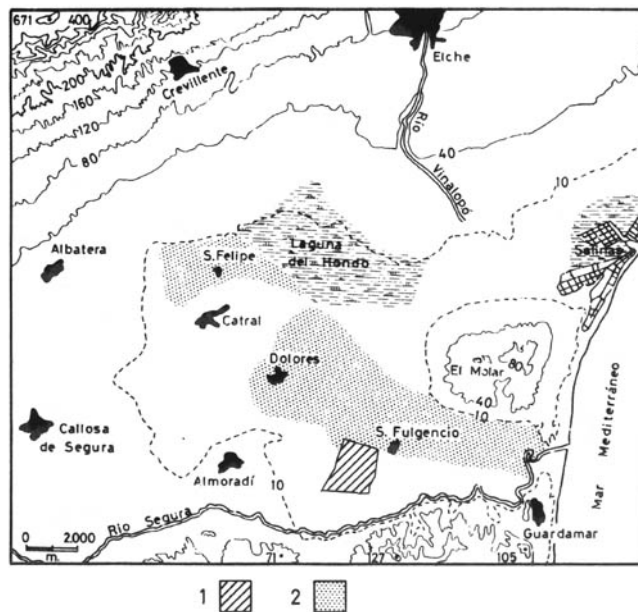 671
400
Elche
200
Crevillente
160
120
80
Río
Vinalopó
40
10
Albatera
S. Felipe
Laguna
del Hondo
Salinas
Catral
Dolores
El Molar
80
40
10
Callosa
de Segura
S. Fulgencio
Almoradí
10
Mar Mediterráneo
Río Segura
Guardamar
0 2.000
m.
71
127
105
1
2